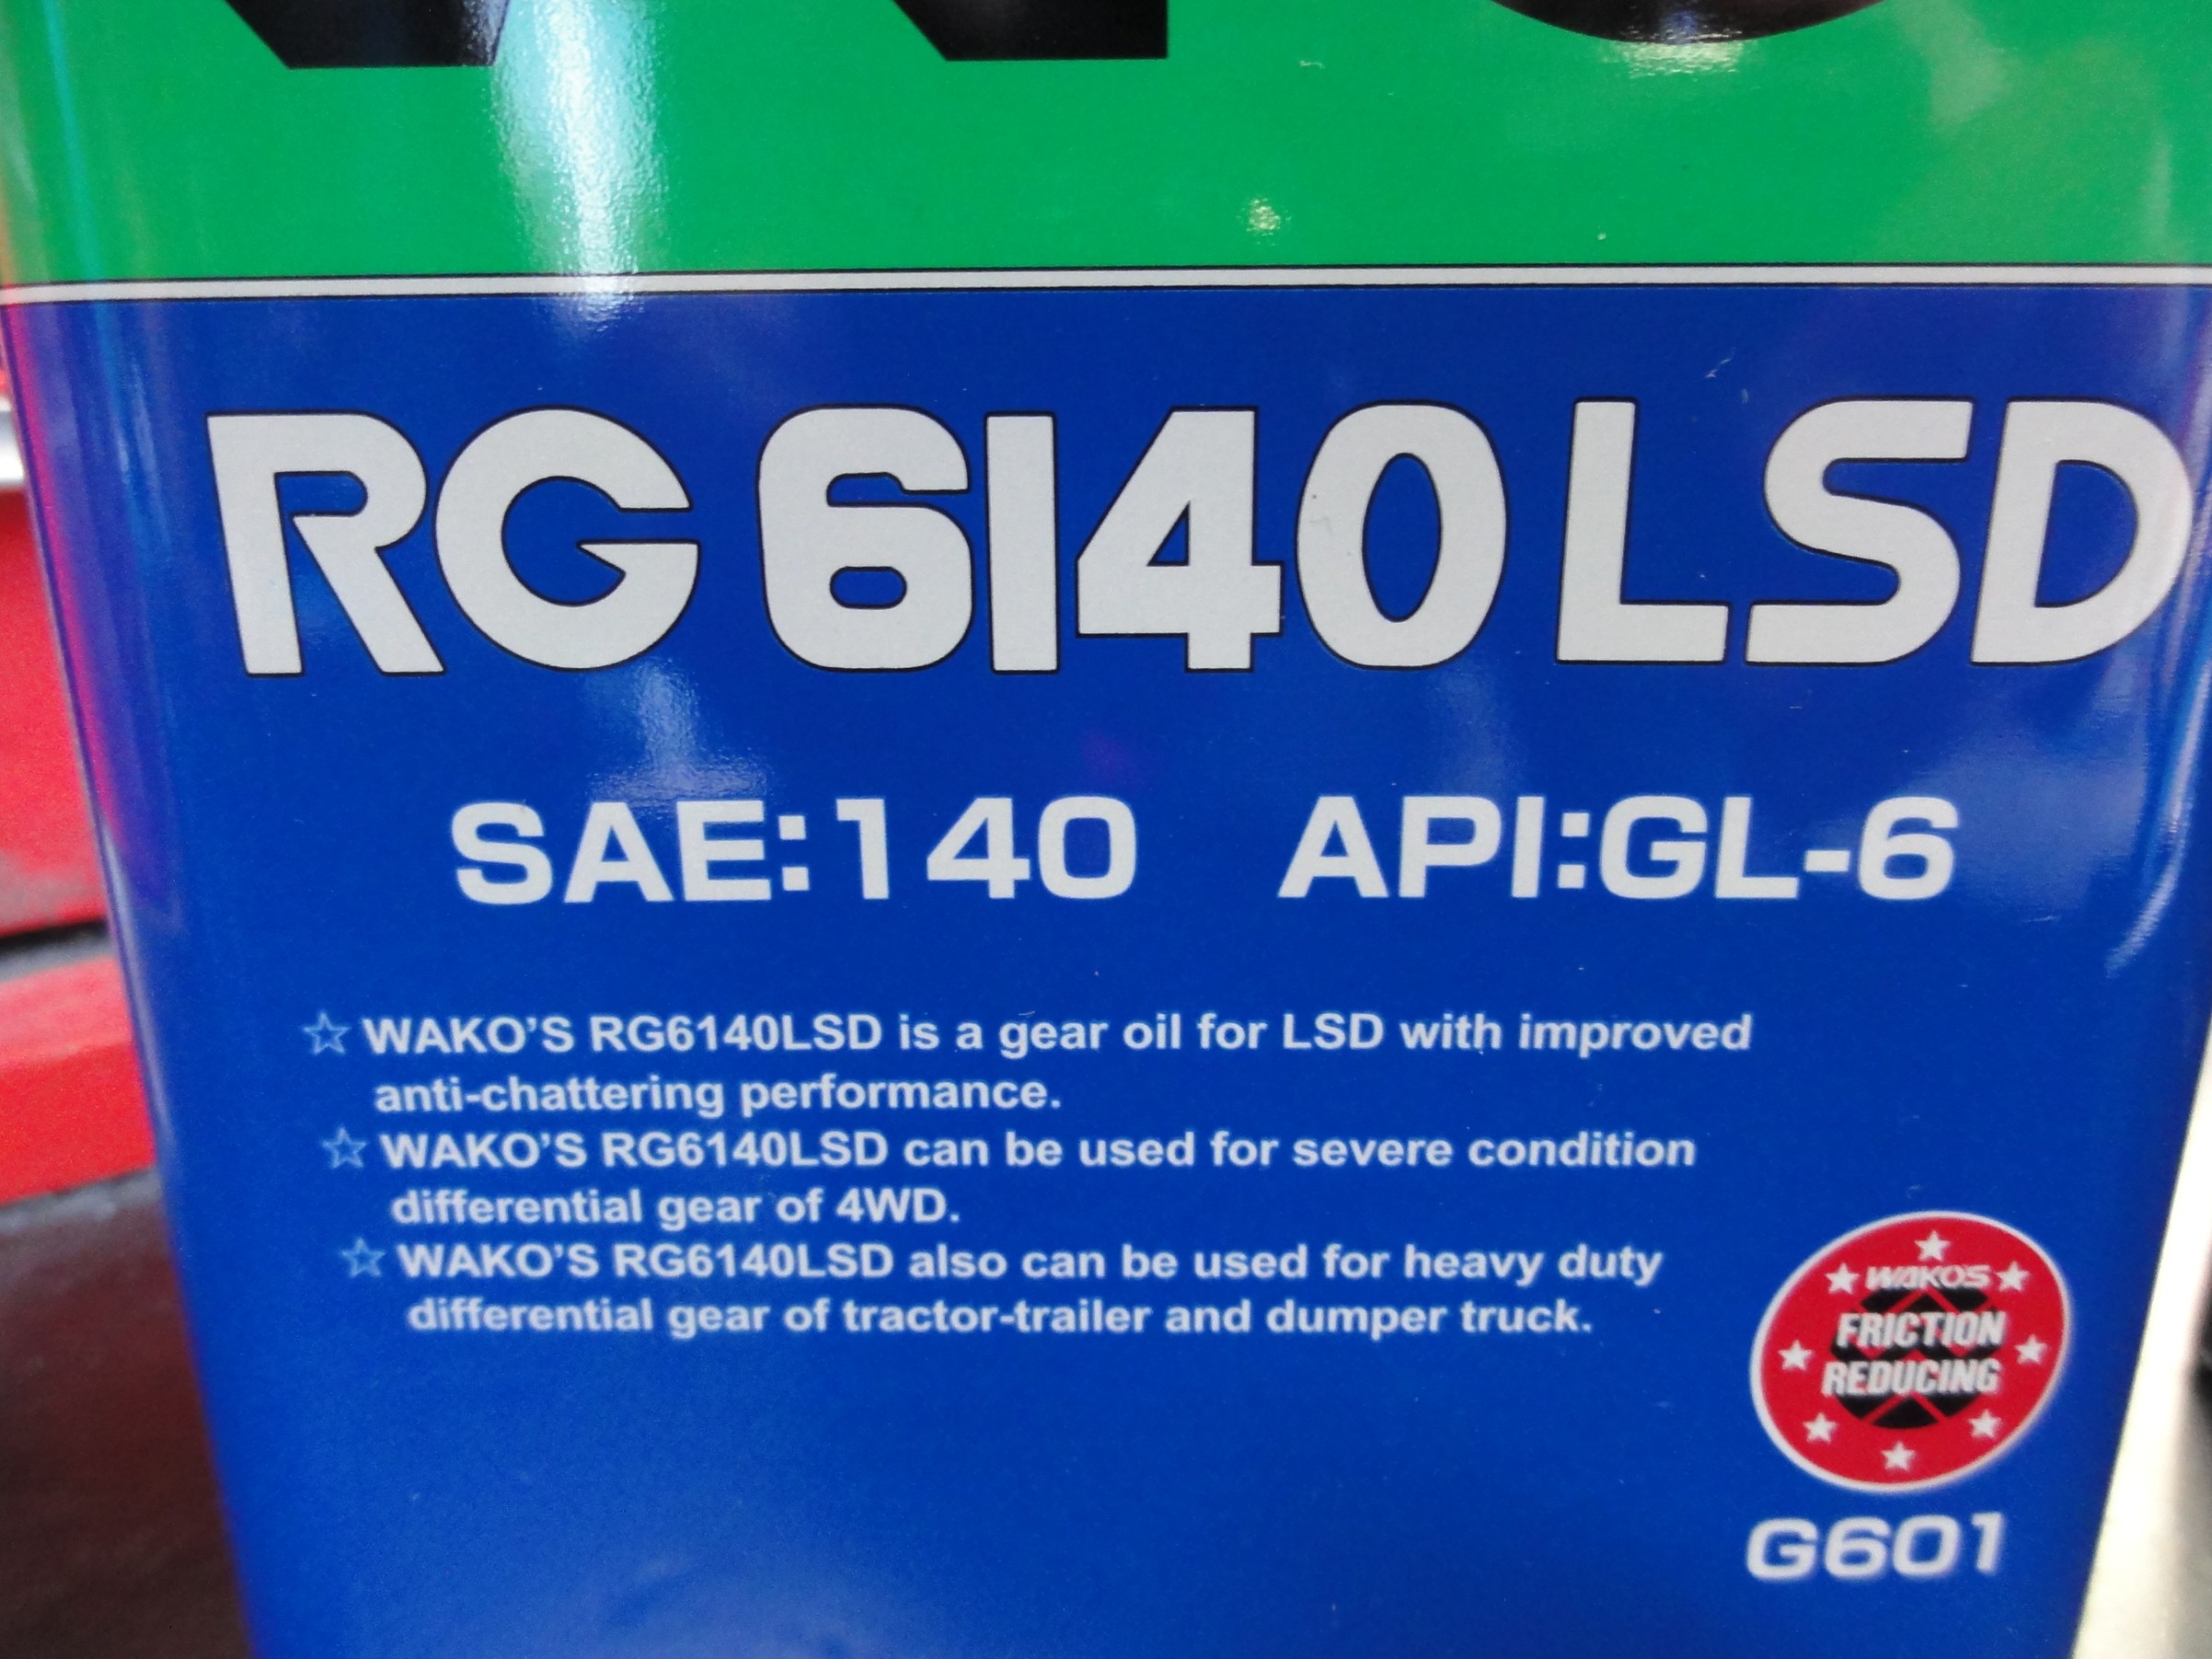 RG 6140 LSD
SAE:140 API:GL-6
☆ WAKO'S RG6140LSD is a gear oil for LSD with improved
anti-chattering performance.
☆ WAKO'S RG6140LSD can be used for severe condition
differential gear of 4WD.
☆ WAKO'S RG6140LSD also can be used for heavy duty
differential gear of tractor-trailer and dumper truck.
WAKO'S
FRICTION
REDUCING
G601